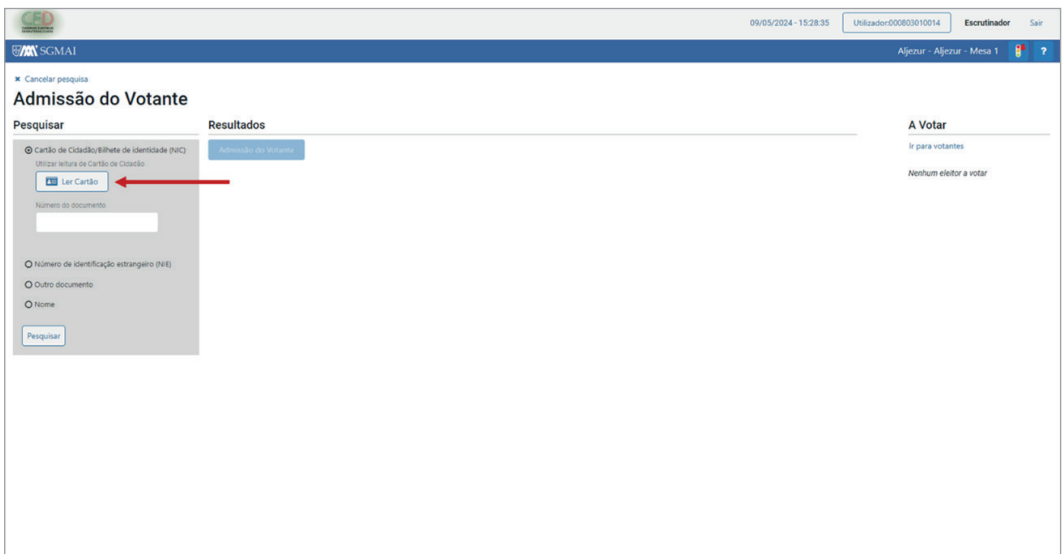 CED
09/05/2024 - 15:28:35 Utilizador:000803010014 Escrutinador Sair
SGMAI Aljezur - Aljezur - Mesa 1 ?
× Cancelar pesquisa
Admissão do Votante
Pesquisar Resultados A Votar
Cartão de Cidadão/Bilhete de identidade (NIC) Admissão do Votante Ir para votantes
Utilizar leitura de Cartão de Cidadão
Ler Cartão Nenhum eleitor a votar
Número do documento
Número de identificação estrangeiro (NIE)
Outro documento
Nome
Pesquisar